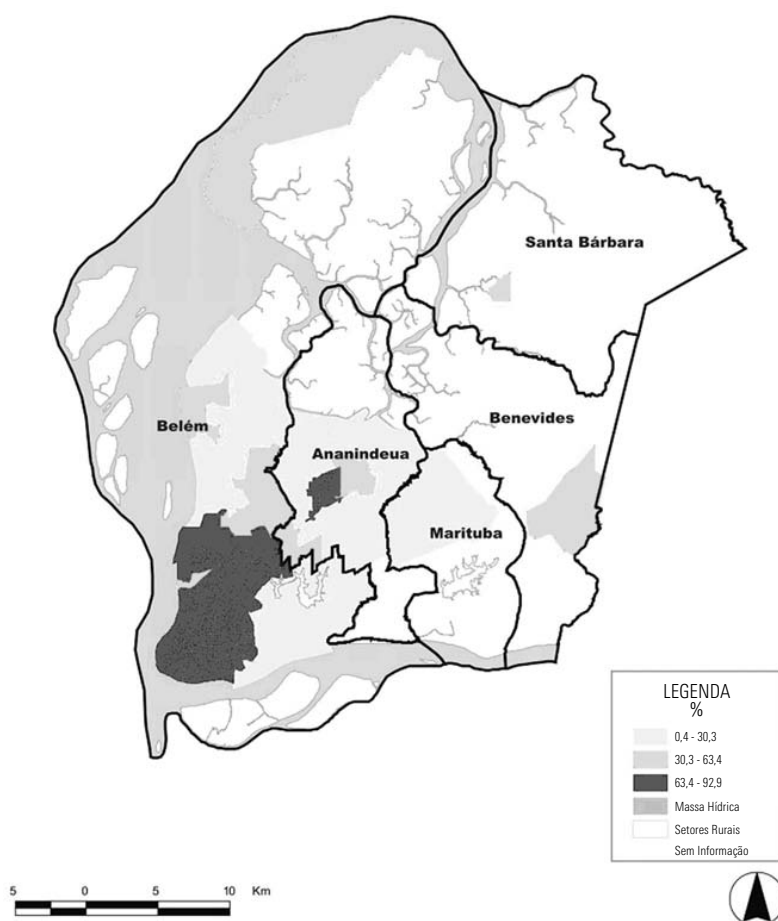 Santa Bárbara
Benevides
Belém
Ananindeua
Marituba
LEGENDA
%
0,4 - 30,3
30,3 - 63,4
63,4 - 92,9
Massa Hídrica
Setores Rurais
Sem Informação
5 0 5 10 Km